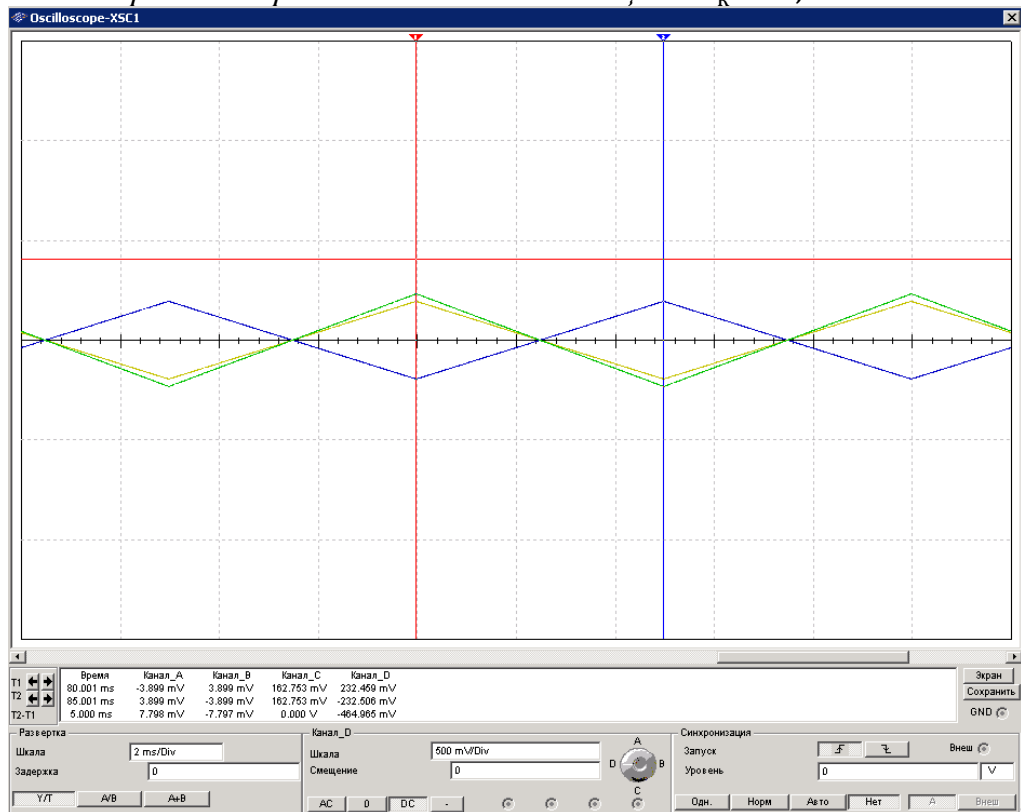 Oscilloscope-XSC1
T1
T2
T2-T1
Время Канал_A Канал_B Канал_C Канал_D
80.001 ms -3.899 mV 3.899 mV 162.753 mV 232.459 mV
85.001 ms 3.899 mV -3.899 mV 162.753 mV -232.506 mV
5.000 ms 7.798 mV -7.797 mV 0.000 V -464.965 mV
Экран
Сохранить
GND
Развертка
Шкала 2 ms/Div
Задержка 0
Y/T A/B A+B
Канал_D
Шкала 500 mV/Div
Смещение 0
A
D B
C
AC 0 DC -
Синхронизация
Запуск Внеш
Уровень 0 V
Одн. Норм Авто Нет A Внеш